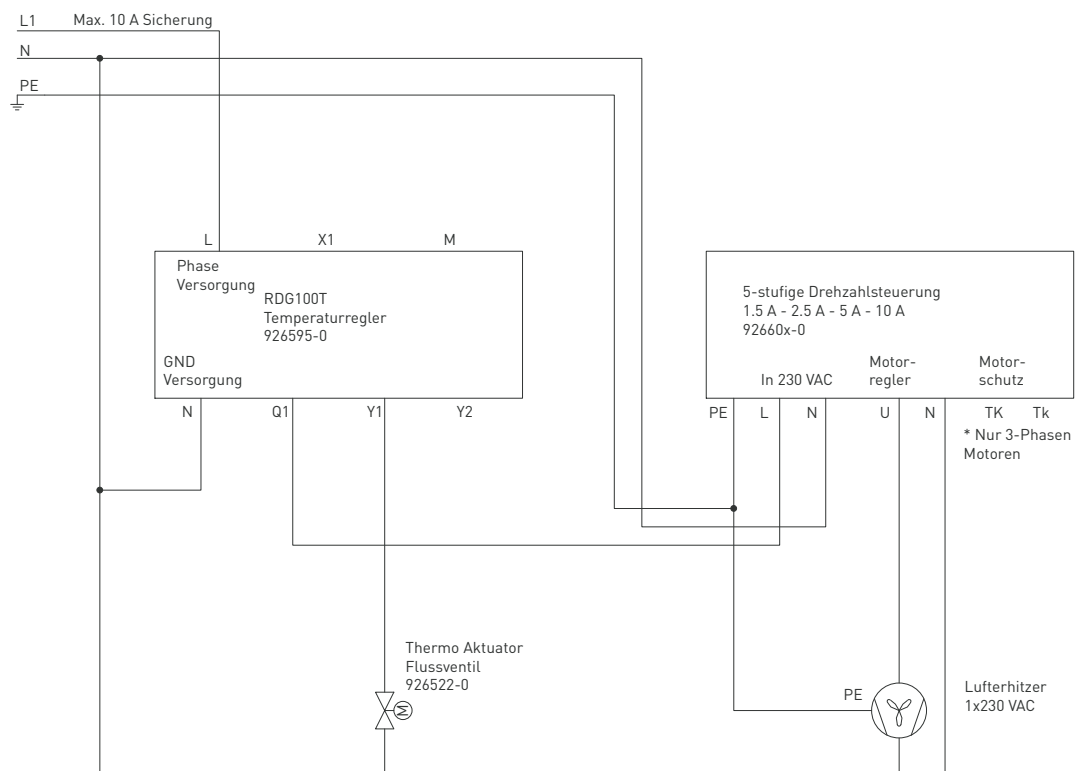 L1 Max. 10 A Sicherung
N
PE
L X1 M
Phase
Versorgung
RDG100T
Temperaturregler
926595-0
GND
Versorgung
N Q1 Y1 Y2
5-stufige Drehzahlsteuerung
1.5 A - 2.5 A - 5 A - 10 A
92660x-0
In 230 VAC
Motor-
regler
Motor-
schutz
PE L N U N TK Tk
* Nur 3-Phasen
Motoren
Thermo Aktuator
Flussventil
926522-0
M
PE
Lufterhitzer
1x230 VAC